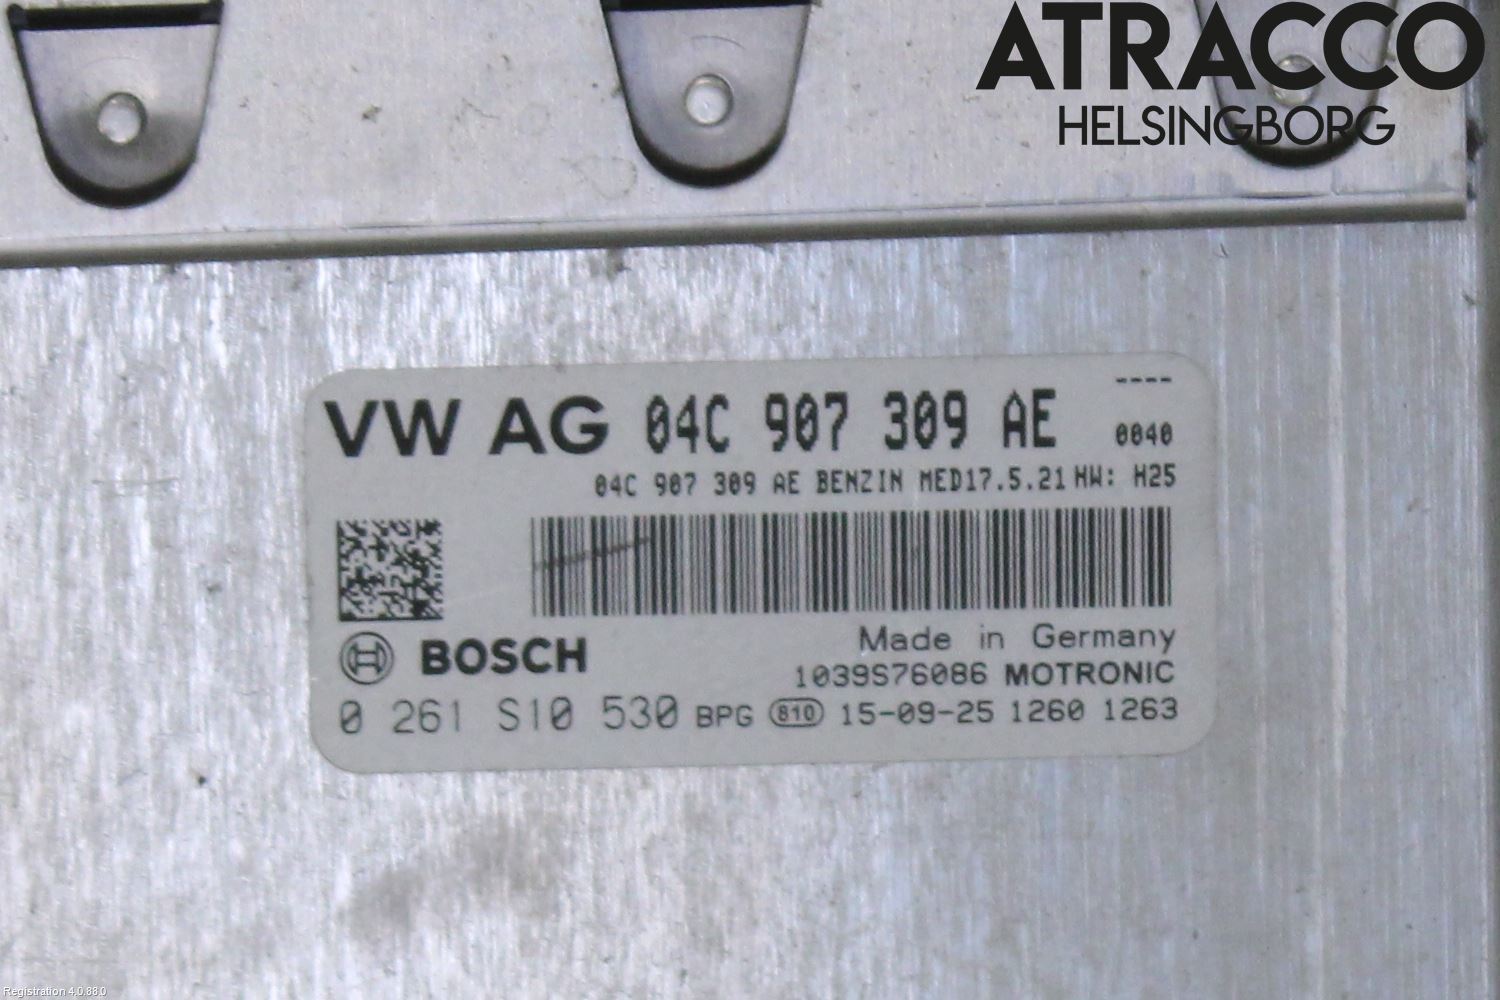 ATRACCO
HELSINGBORG
----
VW AG 04C 907 309 AE 0040
04C 907 309 AE BENZIN MED17.5.21 HW: H25
BOSCH
Made in Germany
1039S76086 MOTRONIC
0 261 S10 530 BPG 810 15-09-25 1260 1263
Registration 4.0.88.0